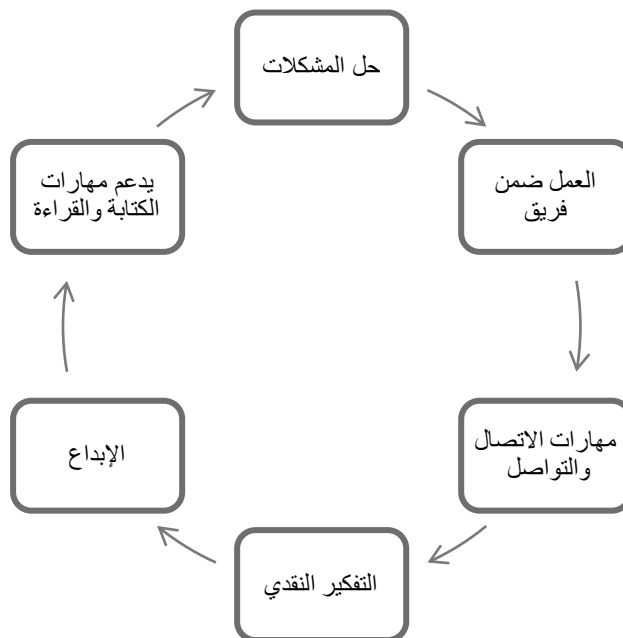 حل المشكلات
العمل ضمن
فريق
مهارات الاتصال
والتواصل
التفكير النقدي
الإبداع
يدعم مهارات
الكتابة والقراءة